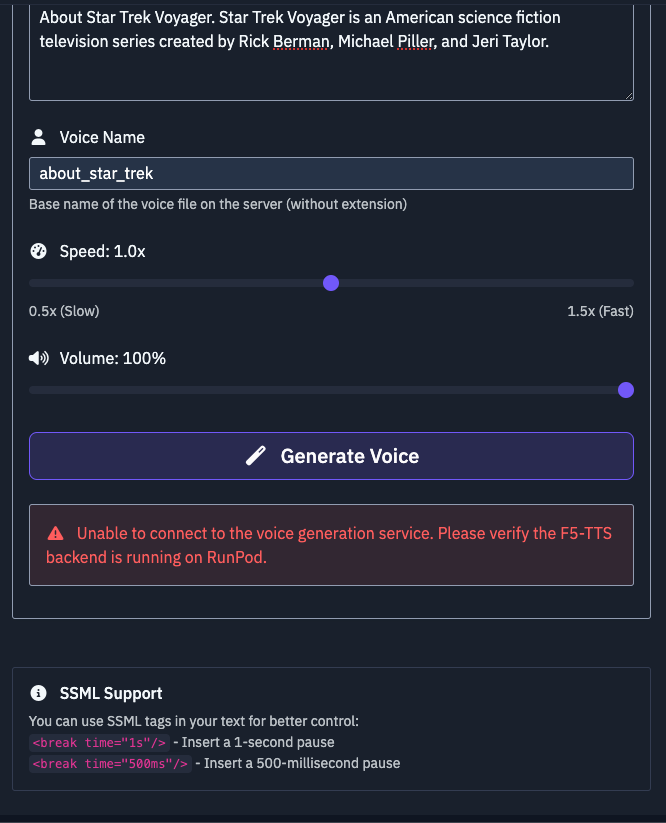 About Star Trek Voyager. Star Trek Voyager is an American science fiction
television series created by Rick Berman, Michael Piller, and Jeri Taylor.
Voice Name
about_star_trek
Base name of the voice file on the server (without extension)
Speed: 1.0x
0.5x (Slow) 1.5x (Fast)
Volume: 100%
Generate Voice
Unable to connect to the voice generation service. Please verify the F5-TTS
backend is running on RunPod.
SSML Support
You can use SSML tags in your text for better control:
<break time="1s"/> - Insert a 1-second pause
<break time="500ms"/> - Insert a 500-millisecond pause